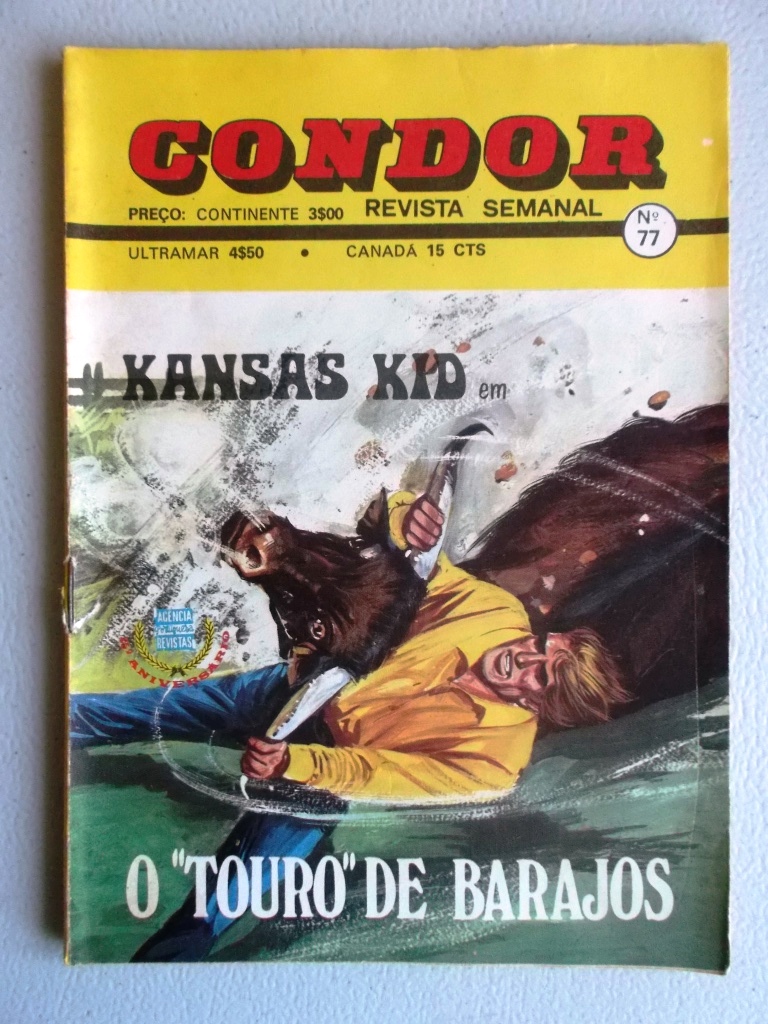 CONDOR
PREÇO: CONTINENTE 3$00 REVISTA SEMANAL
Nº
77
ULTRAMAR 4$50 • CANADÁ 15 CTS
KANSAS KID em
AGENCIA
REVISTAS
ANIVERSÁRIO
O "TOURO" DE BARAJOS